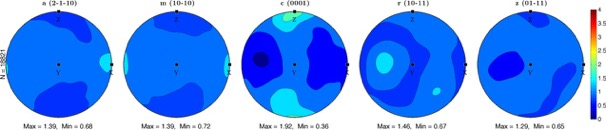 a (2-1-10) m (10-10) c (0001) r (10-11) z (01-11)
N = 18821
Z Z Z Z Z
Y X Y X Y X Y X Y X
4
3.5
3
2.5
2
1.5
1
0.5
0
Max = 1.39, Min = 0.68 Max = 1.39, Min = 0.72 Max = 1.92, Min = 0.36 Max = 1.46, Min = 0.67 Max = 1.29, Min = 0.65